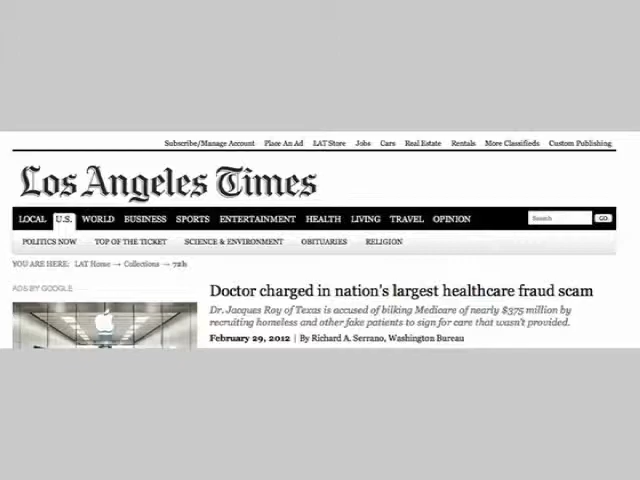 Subscribe/Manage Account Place An Ad LAT Store Jobs Cars Real Estate Rentals More Classifieds Custom Publishing
Los Angeles Times
LOCAL U.S. WORLD BUSINESS SPORTS ENTERTAINMENT HEALTH LIVING TRAVEL OPINION Search GO
POLITICS NOW TOP OF THE TICKET SCIENCE & ENVIRONMENT OBITUARIES RELIGION
YOU ARE HERE: LAT Home → Collections →
ADS BY GOOGLE
Doctor charged in nation's largest healthcare fraud scam
Dr. Jacques Roy of Texas is accused of bilking Medicare of nearly $375 million by
recruiting homeless and other fake patients to sign for care that wasn't provided.
February 29, 2012 | By Richard A. Serrano, Washington Bureau